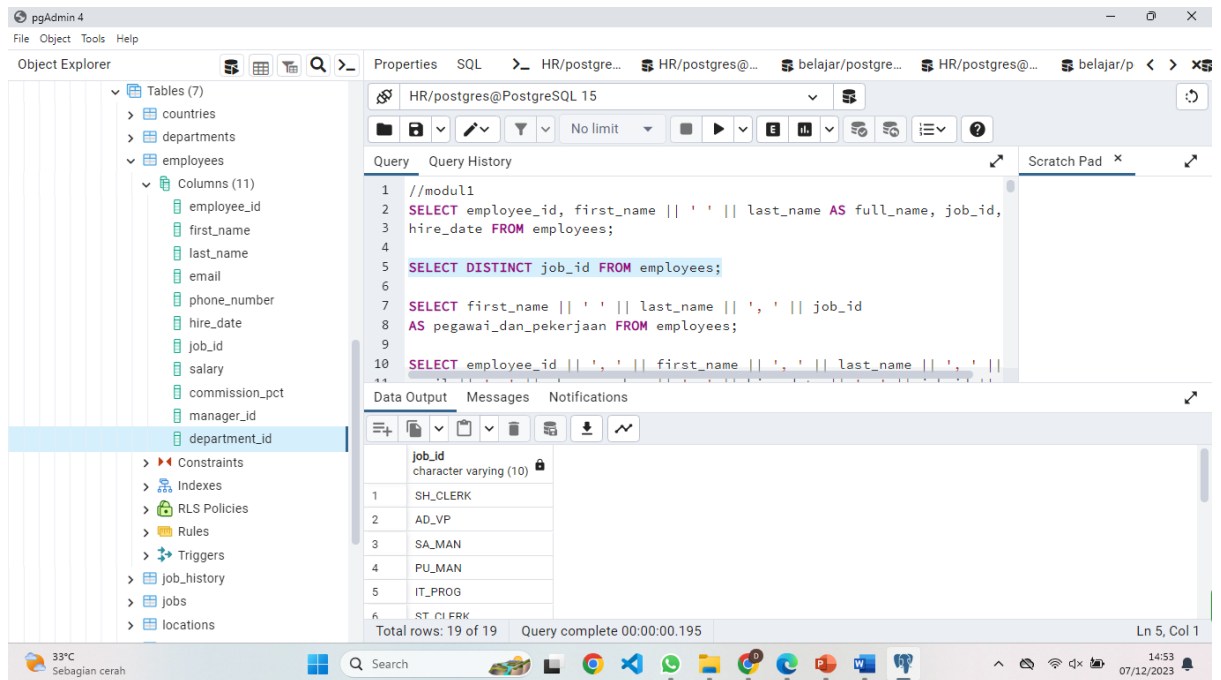 pgAdmin 4
File Object Tools Help
Object Explorer
Properties SQL HR/postgre... HR/postgres@... belajar/postgre... HR/postgres@... belajar/p
Tables (7)
countries
departments
employees
Columns (11)
employee_id
first_name
last_name
email
phone_number
hire_date
job_id
salary
commission_pct
manager_id
department_id
Constraints
Indexes
RLS Policies
Rules
Triggers
job_history
jobs
locations
HR/postgres@PostgreSQL 15
No limit
Query Query History
Scratch Pad
1 //modul1
2 SELECT employee_id, first_name || ' ' || last_name AS full_name, job_id,
3 hire_date FROM employees;
4
5 SELECT DISTINCT job_id FROM employees;
6
7 SELECT first_name || ' ' || last_name || ', ' || job_id
8 AS pegawai_dan_pekerjaan FROM employees;
9
10 SELECT employee_id || ', ' || first_name || ', ' || last_name || ', ' ||
Data Output Messages Notifications
job_id
character varying (10)
1 SH_CLERK
2 AD_VP
3 SA_MAN
4 PU_MAN
5 IT_PROG
6 ST_CLERK
Total rows: 19 of 19 Query complete 00:00:00.195 Ln 5, Col 1
33°C
Sebagian cerah
Search
14:53
07/12/2023